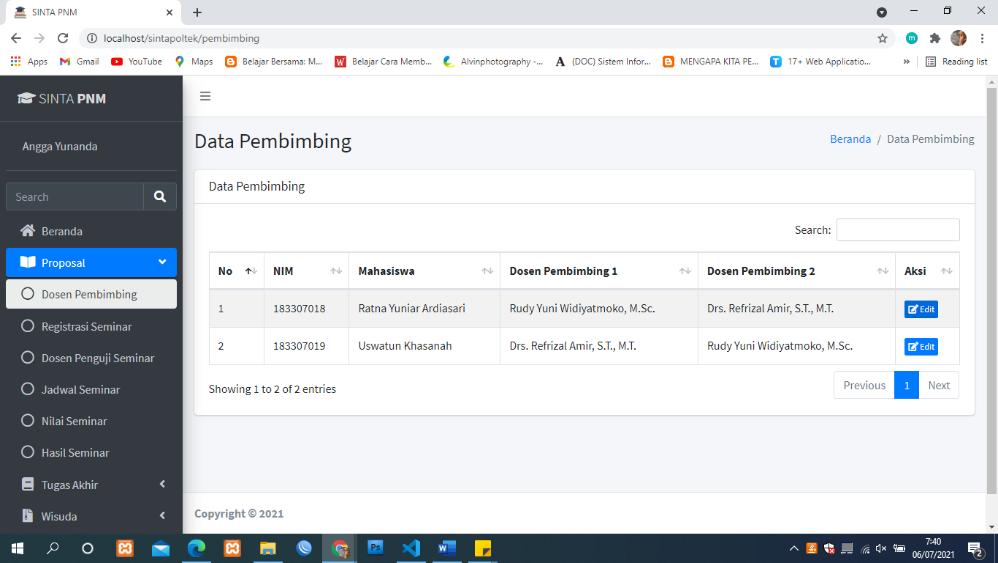 SINTA PNM
localhost/sintapoltek/pembimbing
Apps Gmail YouTube Maps Belajar Bersama: M... Belajar Cara Memb... Alvinphotography -... (DOC) Sistem Infor... MENGAPA KITA PE... 17+ Web Applicatio... » Reading list
SINTA PNM
Angga Yunanda
Search
Beranda
Proposal
Dosen Pembimbing
Registrasi Seminar
Dosen Penguji Seminar
Jadwal Seminar
Nilai Seminar
Hasil Seminar
Tugas Akhir
Wisuda
Data Pembimbing
Beranda / Data Pembimbing
Data Pembimbing
Search:
No NIM Mahasiswa Dosen Pembimbing 1 Dosen Pembimbing 2 Aksi
1 183307018 Ratna Yuniar Ardiasari Rudy Yuni Widiyatmoko, M.Sc. Drs. Refrizal Amir, S.T., M.T. Edit
2 183307019 Uswatun Khasanah Drs. Refrizal Amir, S.T., M.T. Rudy Yuni Widiyatmoko, M.Sc. Edit
Showing 1 to 2 of 2 entries
Previous 1 Next
Copyright © 2021
7:40
06/07/2021
2